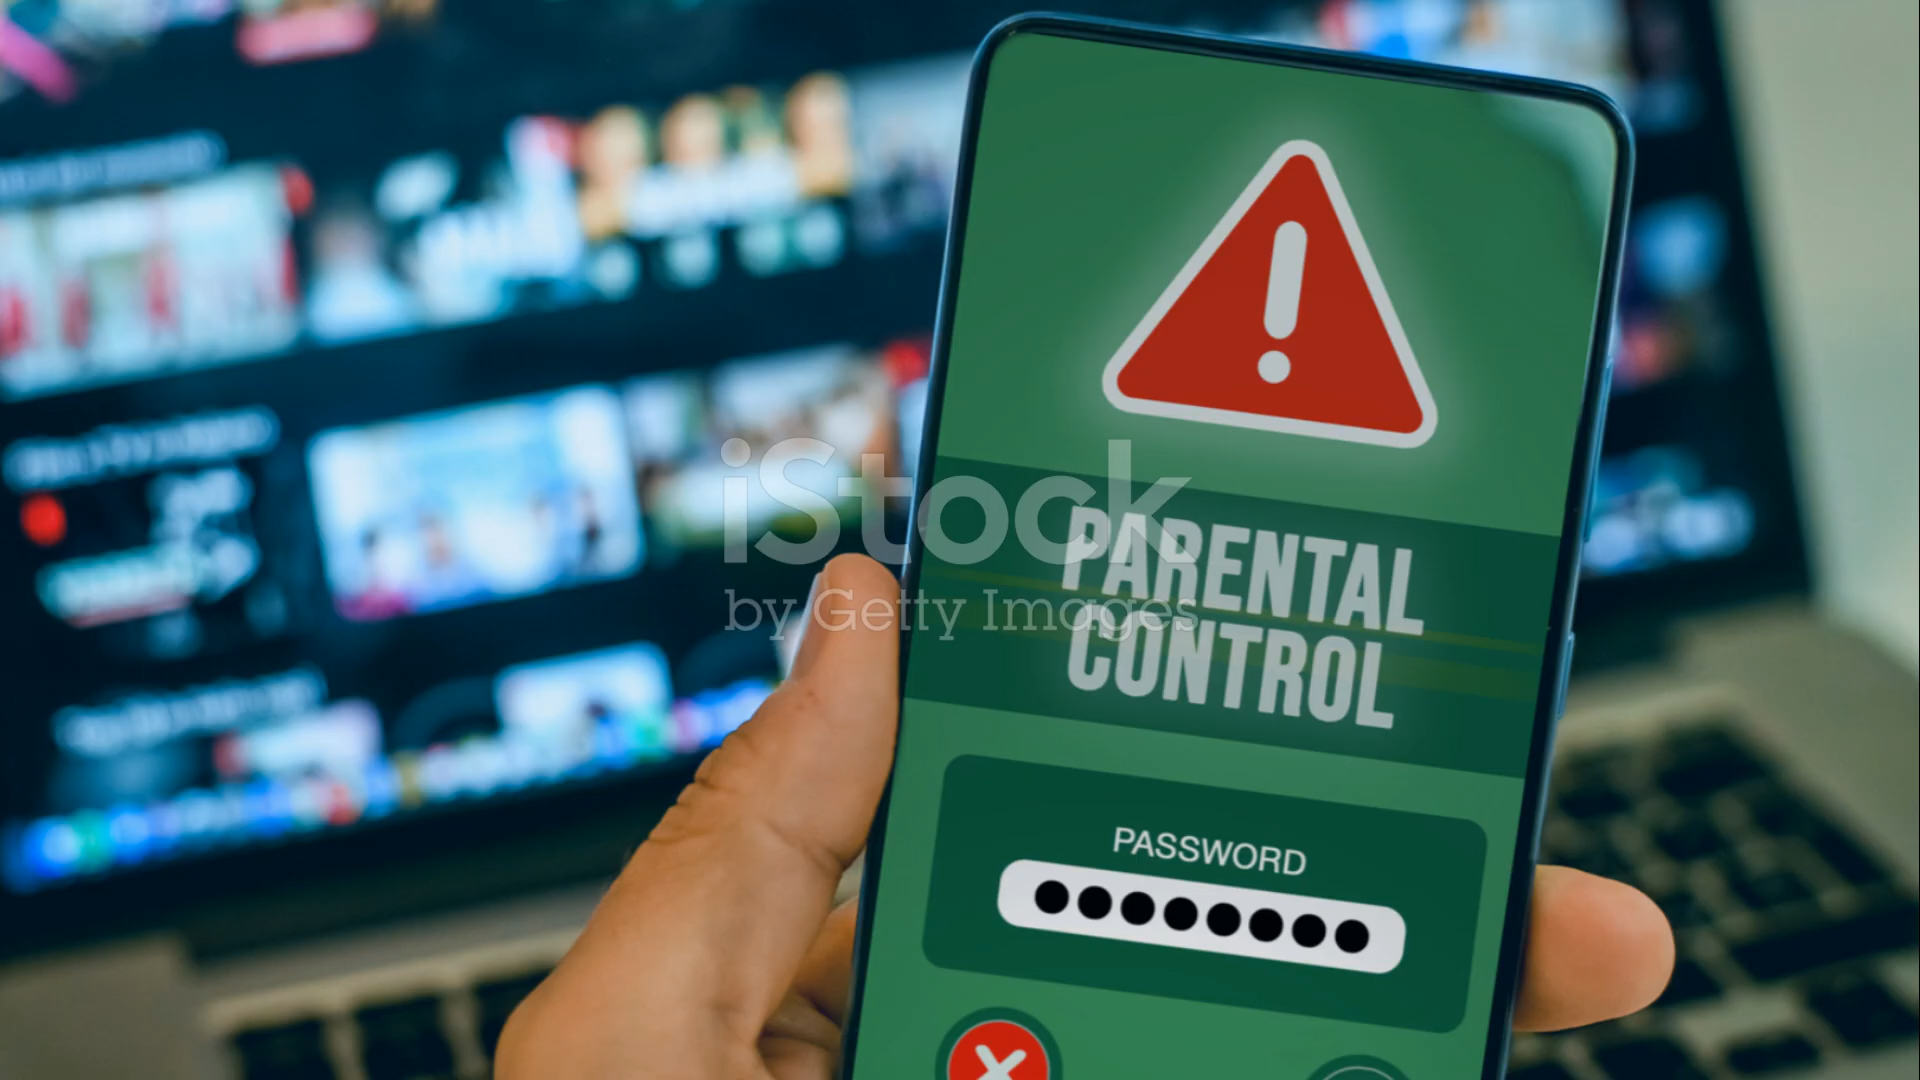 iStock
by Getty Images
PARENTAL
CONTROL
PASSWORD